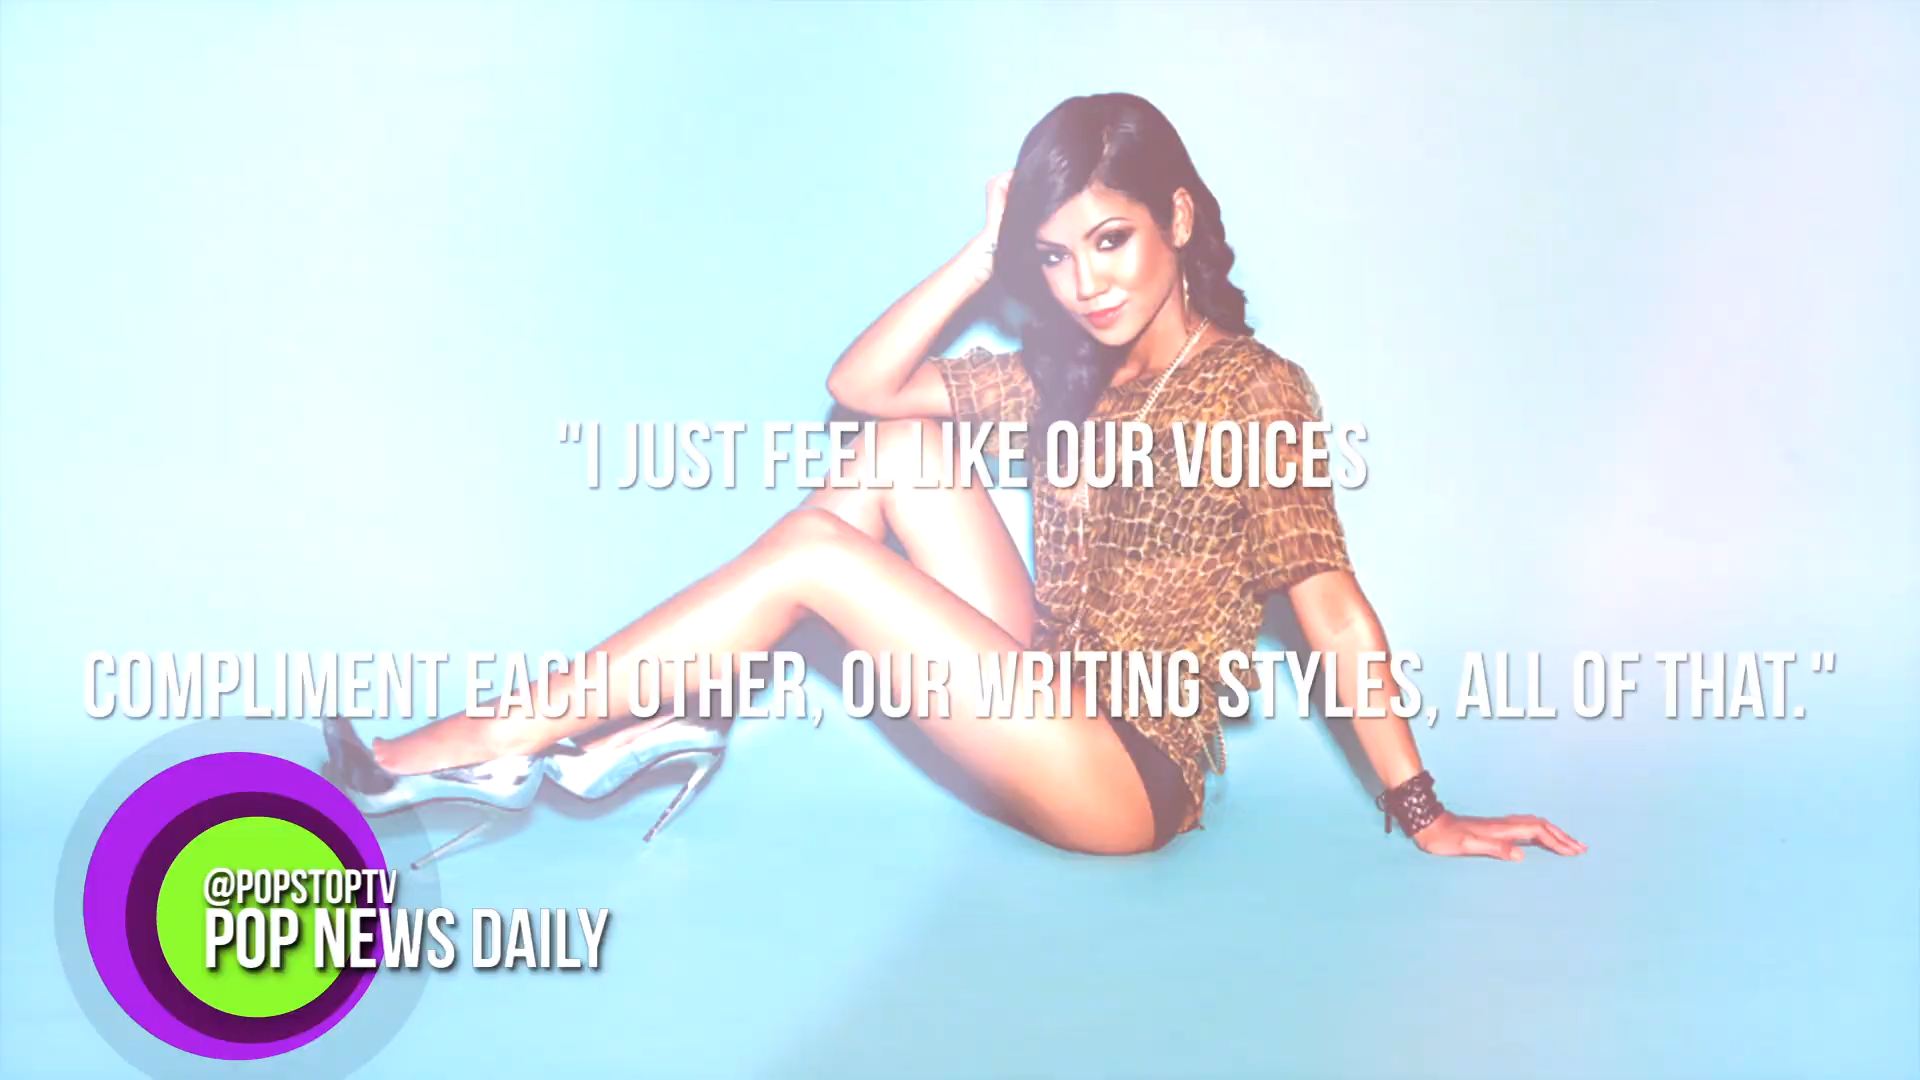 "I JUST FEEL LIKE OUR VOICES
COMPLIMENT EACH OTHER, OUR WRITING STYLES, ALL OF THAT."
@POPSTOPTV
POP NEWS DAILY